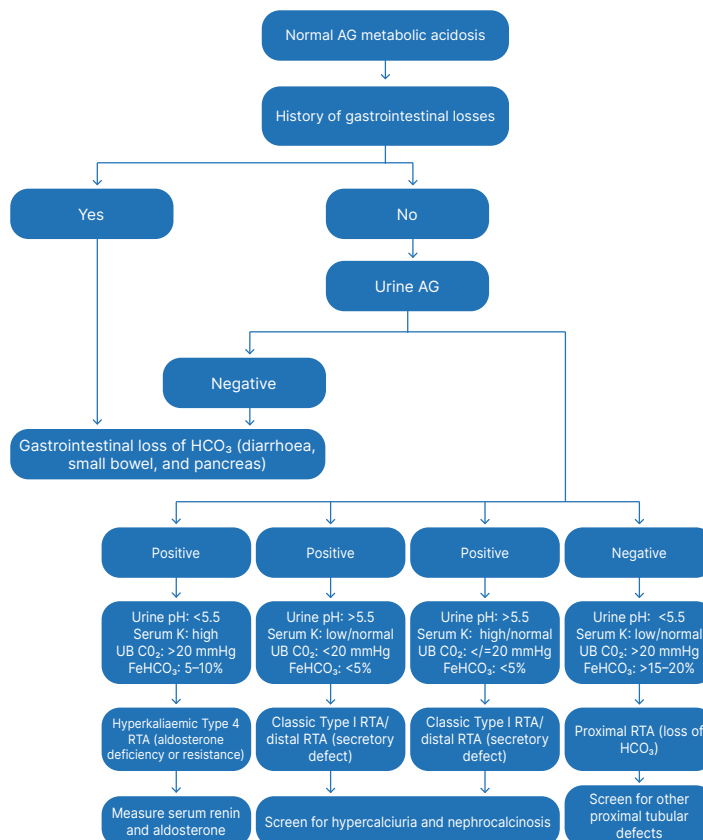 Normal AG metabolic acidosis
History of gastrointestinal losses
Yes
No
Urine AG
Negative
Gastrointestinal loss of HCO₃ (diarrhoea,
small bowel, and pancreas)
Positive
Positive
Positive
Negative
Urine pH: <5.5
Serum K: high
UB C0₂: >20 mmHg
FeHCO₃: 5–10%
Urine pH: >5.5
Serum K: low/normal
UB C0₂: <20 mmHg
FeHCO₃: <5%
Urine pH: >5.5
Serum K: high/normal
UB C0₂: </=20 mmHg
FeHCO₃: <5%
Urine pH: <5.5
Serum K: low/normal
UB C0₂: >20 mmHg
FeHCO₃: >15–20%
Hyperkaliaemic Type 4
RTA (aldosterone
deficiency or resistance)
Classic Type I RTA/
distal RTA (secretory
defect)
Classic Type I RTA/
distal RTA (secretory
defect)
Proximal RTA (loss of
HCO₃)
Measure serum renin
and aldosterone
Screen for hypercalciuria and nephrocalcinosis
Screen for other
proximal tubular
defects